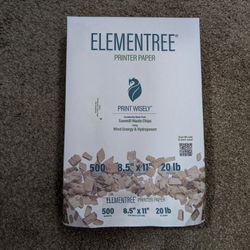 ELEMENTREE®
PRINTER PAPER
PRINT WISELY™
Sawmill Waste Chips
Wind Energy & Hydropower
500 8.5" x 11" 20 lb
ELEMENTREE® PRINTER PAPER
500 8.5" x 11" 20 lb